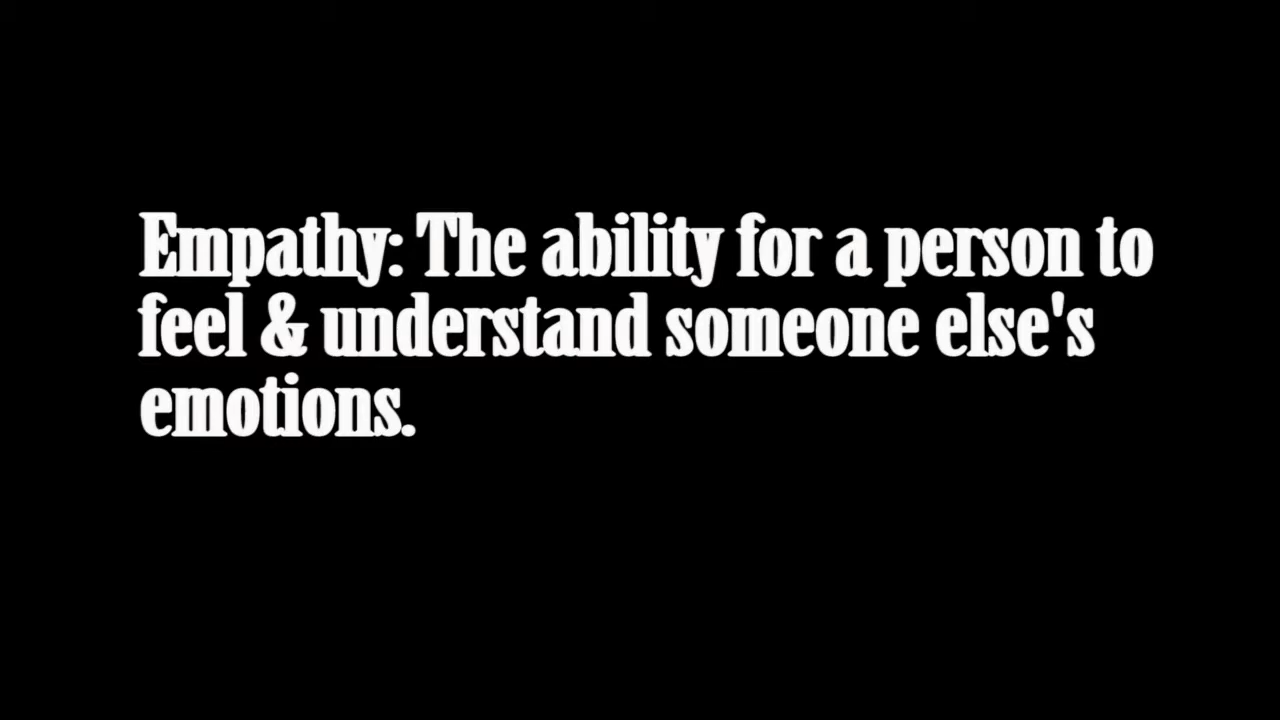 Empathy: The ability for a person to
feel & understand someone else's
emotions.